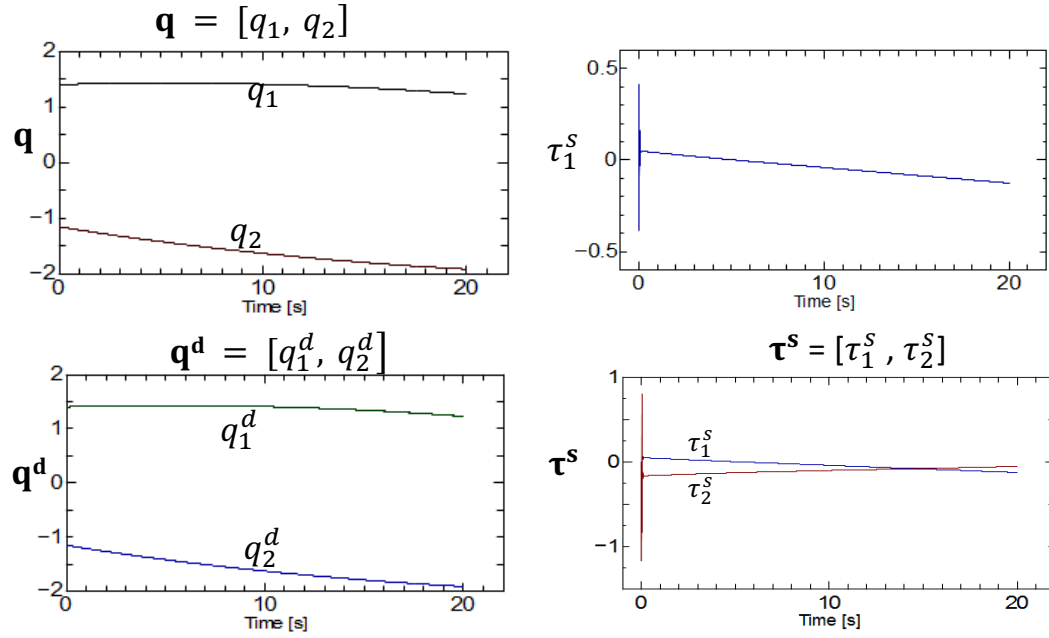 q = [q₁, q₂]
2
1
0
−1
−2
q
q₁
q₂
0
10
20
Time [s]
0.5
0
−0.5
τ₁ˢ
0
10
20
Time [s]
qᵈ = [q₁ᵈ, q₂ᵈ]
2
1
0
−1
−2
qᵈ
q₁ᵈ
q₂ᵈ
0
10
20
Time [s]
τˢ = [τ₁ˢ , τ₂ˢ]
1
0
−1
τˢ
τ₁ˢ
τ₂ˢ
0
10
20
Time [s]